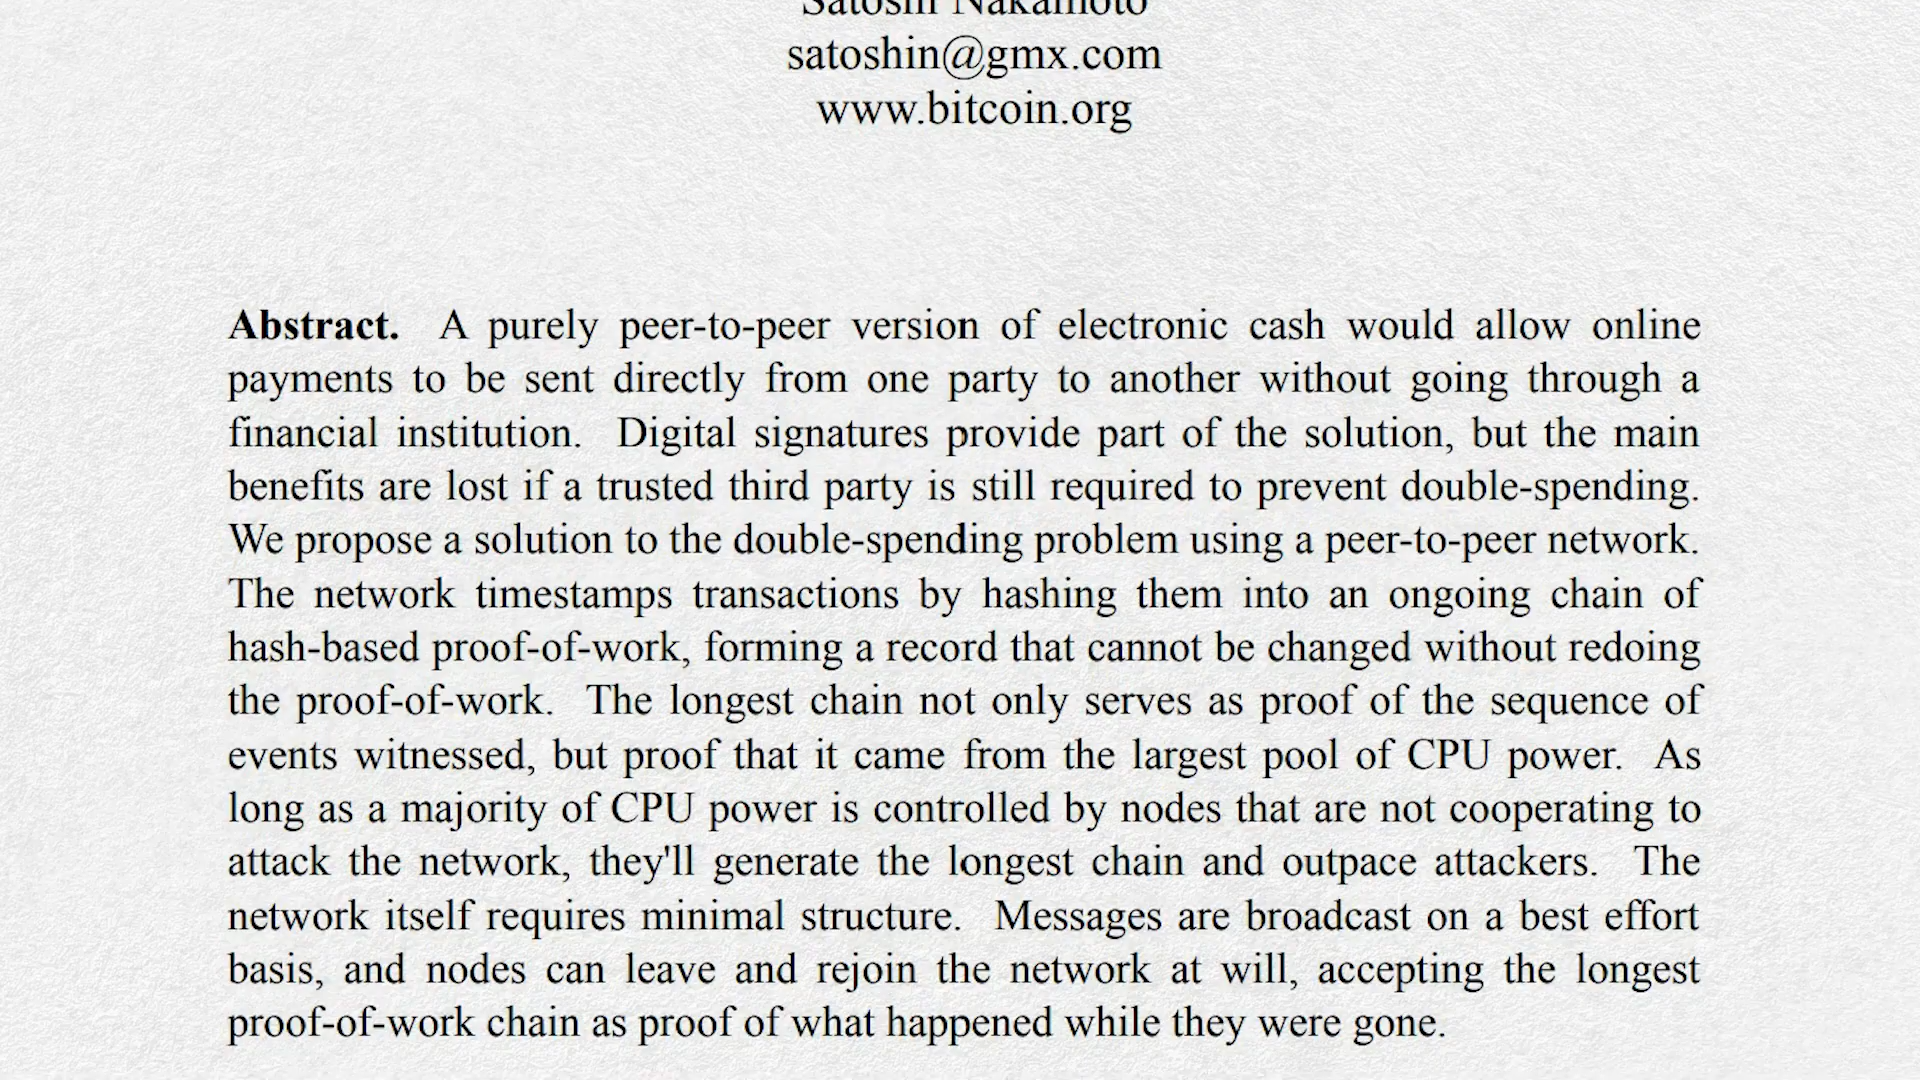 Satoshi Nakamoto
satoshin@gmx.com
www.bitcoin.org
Abstract. A purely peer-to-peer version of electronic cash would allow online
payments to be sent directly from one party to another without going through a
financial institution. Digital signatures provide part of the solution, but the main
benefits are lost if a trusted third party is still required to prevent double-spending.
We propose a solution to the double-spending problem using a peer-to-peer network.
The network timestamps transactions by hashing them into an ongoing chain of
hash-based proof-of-work, forming a record that cannot be changed without redoing
the proof-of-work. The longest chain not only serves as proof of the sequence of
events witnessed, but proof that it came from the largest pool of CPU power. As
long as a majority of CPU power is controlled by nodes that are not cooperating to
attack the network, they'll generate the longest chain and outpace attackers. The
network itself requires minimal structure. Messages are broadcast on a best effort
basis, and nodes can leave and rejoin the network at will, accepting the longest
proof-of-work chain as proof of what happened while they were gone.